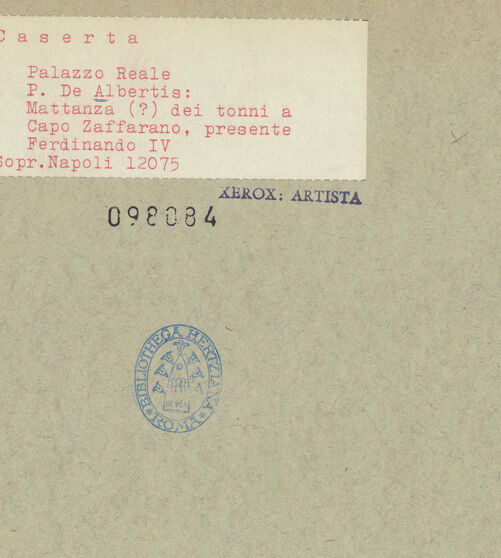 Caserta
Palazzo Reale
P. De Albertis:
Mattanza (?) dei tonni a
Capo Zaffarano, presente
Ferdinando IV
Sopr.Napoli 12075
XEROX: ARTISTA
098084
BIBLIOTHECA HERTZIANA
ROMA